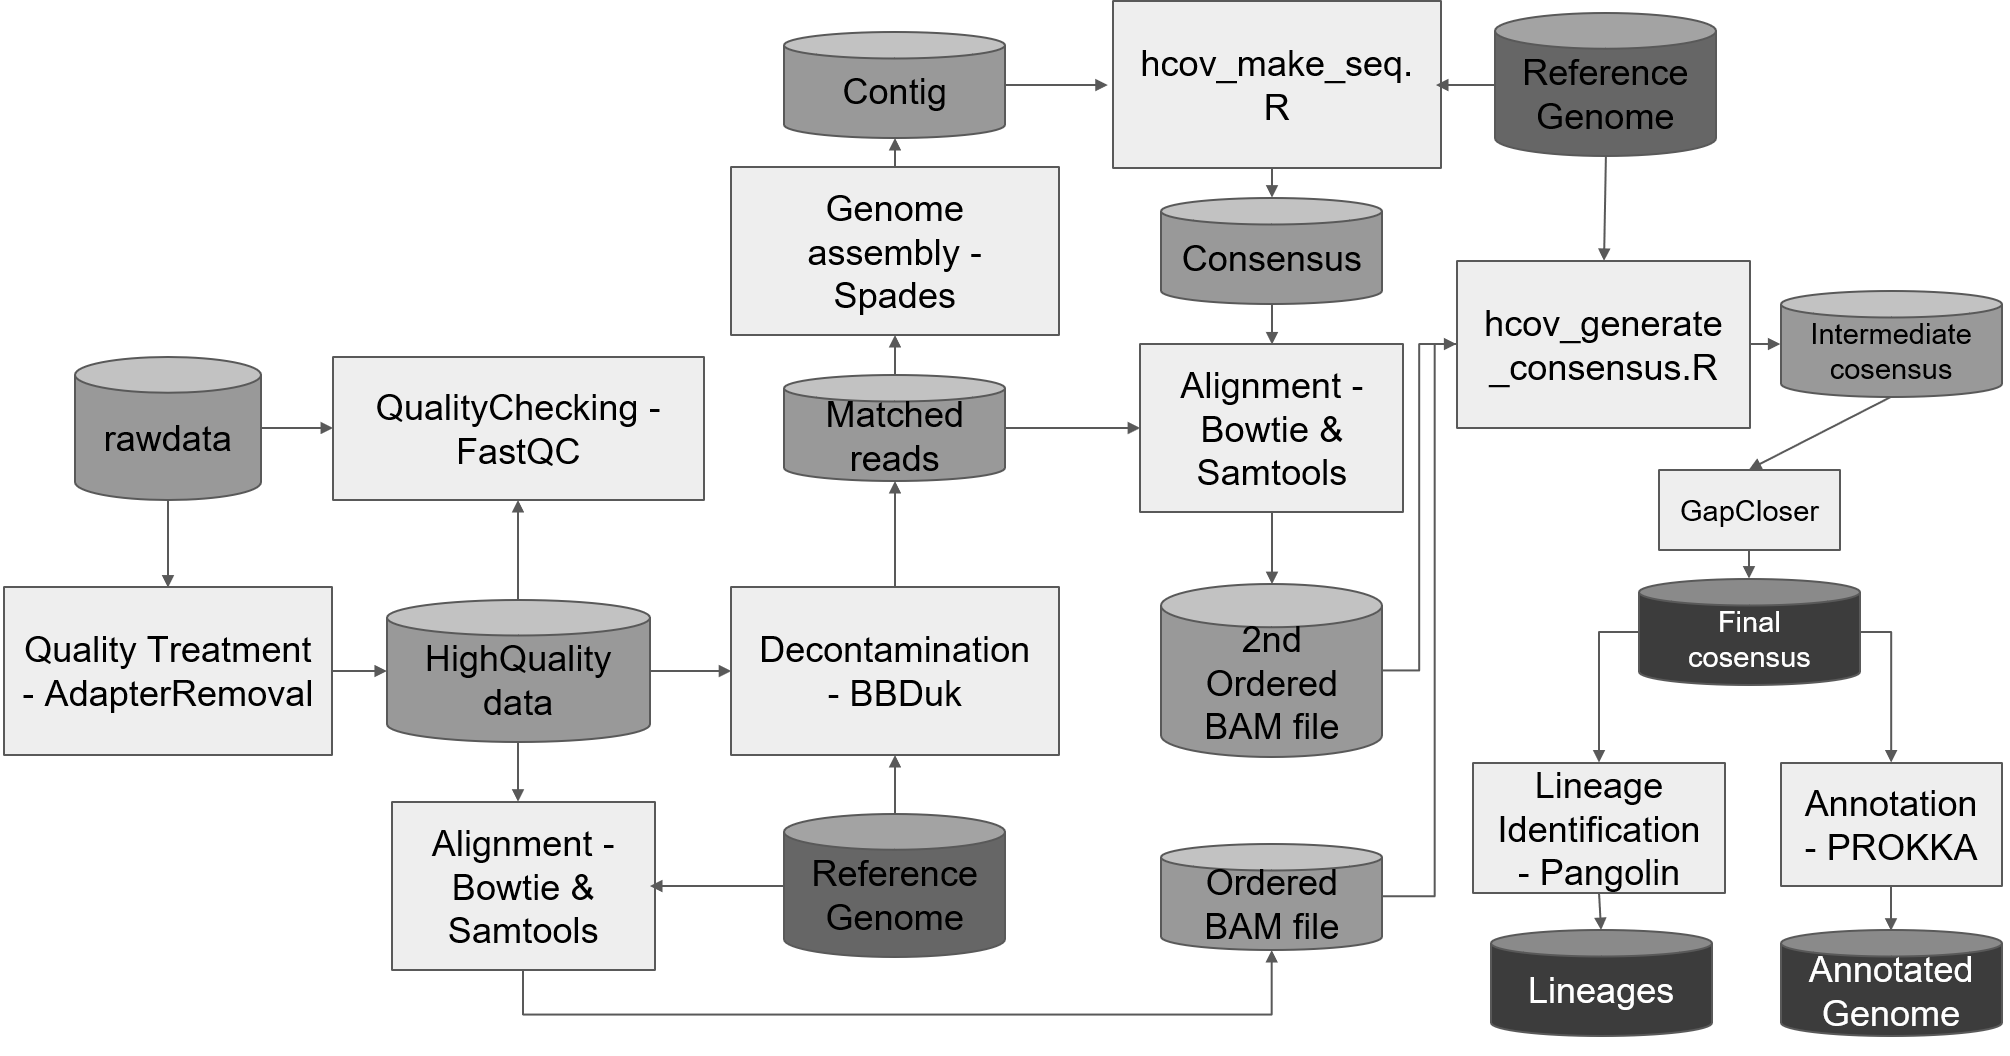 Contig
hcov_make_seq.
R
Reference
Genome
Genome
assembly -
Spades
Consensus
hcov_generate
_consensus.R
Intermediate
cosensus
rawdata
QualityChecking -
FastQC
Matched
reads
Alignment -
Bowtie &
Samtools
GapCloser
Quality Treatment
- AdapterRemoval
HighQuality
data
Decontamination
- BBDuk
2nd
Ordered
BAM file
Final
cosensus
Alignment -
Bowtie &
Samtools
Reference
Genome
Ordered
BAM file
Lineage
Identification
- Pangolin
Annotation
- PROKKA
Lineages
Annotated
Genome